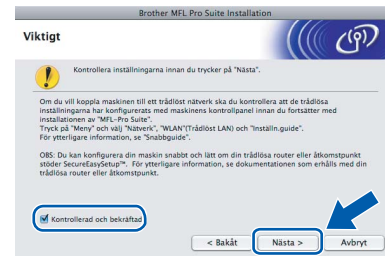 Brother MFL Pro Suite Installation
Viktigt
Kontrollera inställningarna innan du trycker på "Nästa".
Om du vill koppla maskinen till ett trådlöst nätverk ska du kontrollera att de trådlösa
inställningarna har konfigurerats med maskinens kontrollpanel innan du fortsätter med
installationen av "MFL-Pro Suite".
Tryck på "Meny" och välj "Nätverk", "WLAN"(Trådlöst LAN) och "Inställn.guide".
För ytterligare information, se "Snabbguide".
OBS: Du kan konfigurera din maskin snabbt och lätt om din trådlösa router eller åtkomstpunkt
stöder SecureEasySetup™. För ytterligare information, se dokumentationen som erhålls med din
trådlösa router eller åtkomstpunkt.
Kontrollerad och bekräftad
< Bakåt Nästa > Avbryt